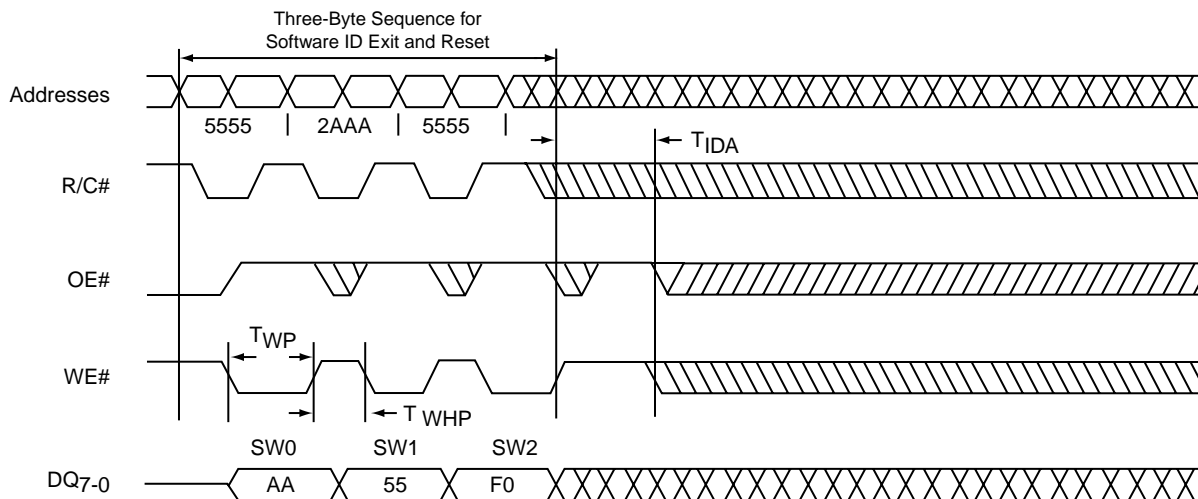 Three-Byte Sequence for
Software ID Exit and Reset
Addresses
5555 | 2AAA | 5555 |
TIDA
R/C#
OE#
TWP
WE#
TWHP
SW0 SW1 SW2
DQ7-0 AA 55 F0